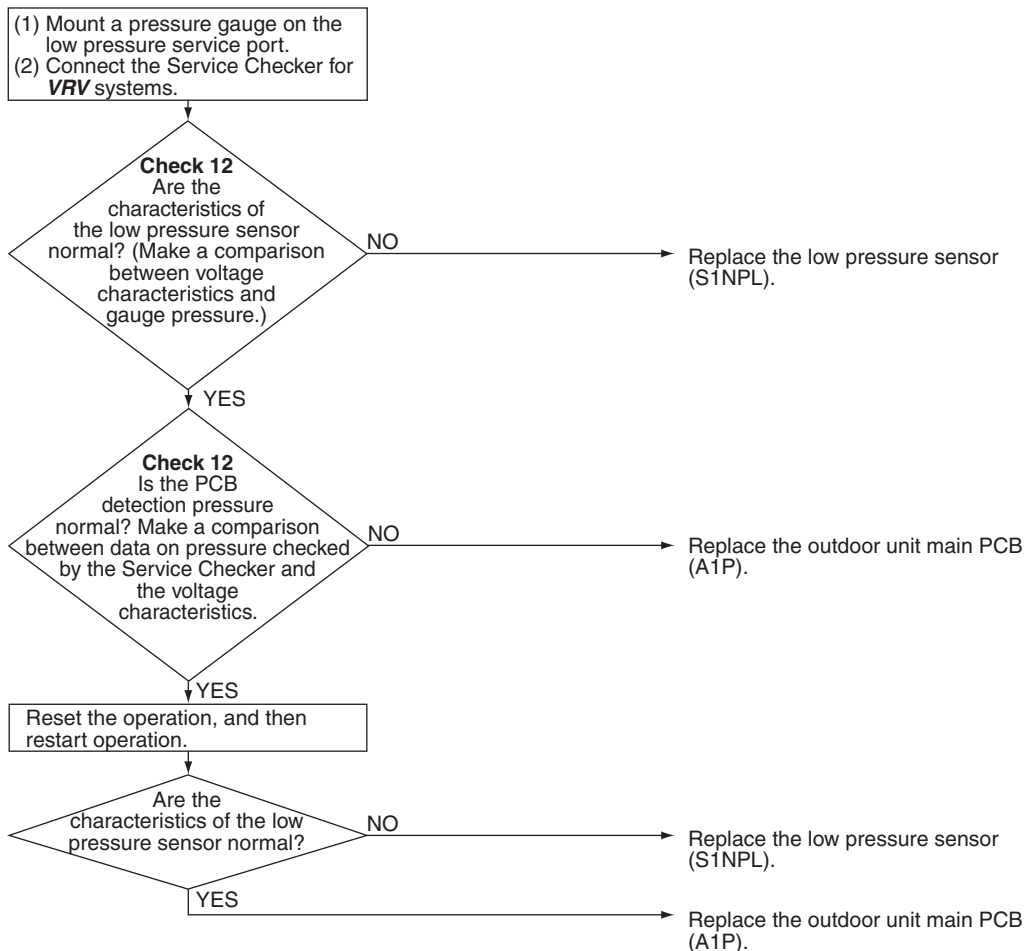 (1) Mount a pressure gauge on the
low pressure service port.
(2) Connect the Service Checker for
VRV systems.
Check 12
Are the
characteristics of
the low pressure sensor
normal? (Make a comparison
between voltage
characteristics and
gauge pressure.)
NO
Replace the low pressure sensor
(S1NPL).
YES
Check 12
Is the PCB
detection pressure
normal? Make a comparison
between data on pressure checked
by the Service Checker and
the voltage
characteristics.
NO
Replace the outdoor unit main PCB
(A1P).
YES
Reset the operation, and then
restart operation.
Are the
characteristics of the low
pressure sensor normal?
NO
Replace the low pressure sensor
(S1NPL).
YES
Replace the outdoor unit main PCB
(A1P).